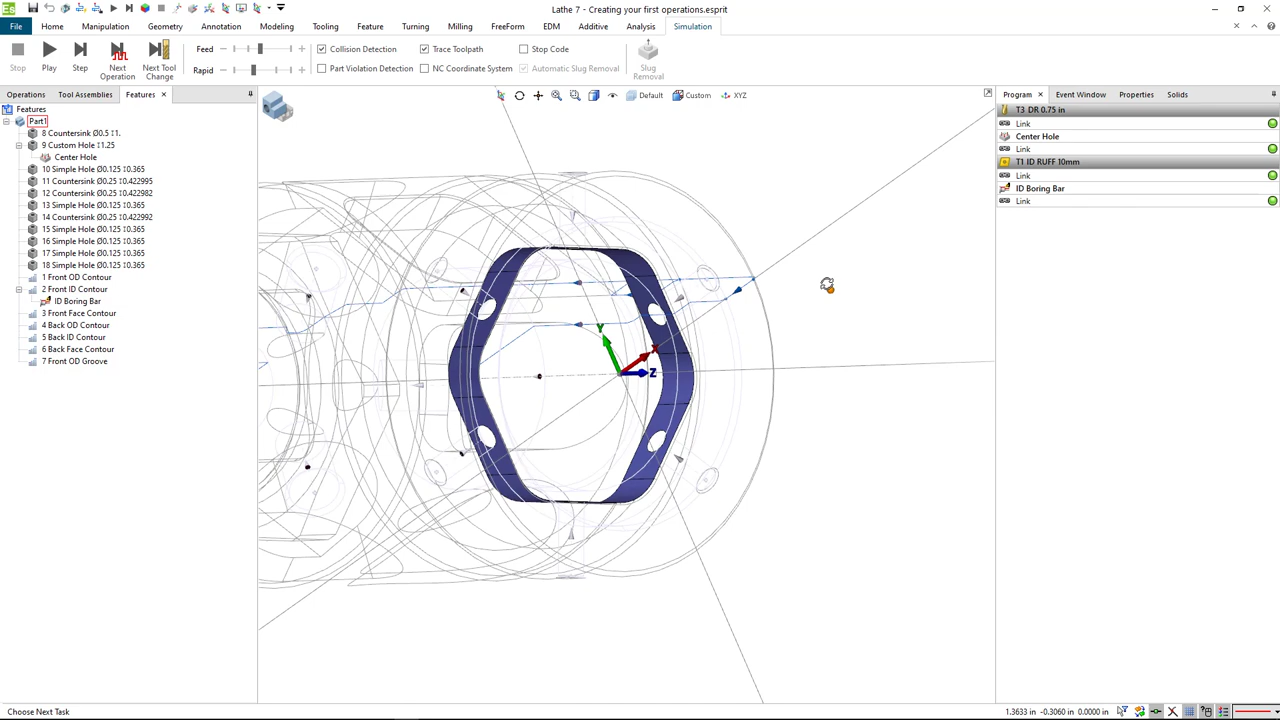 Lathe - Creating your first operations.esprit
File Home Manipulation Geometry Turning Annotation Modeling Tooling Feature Turning Milling FreeForm EDM Additive Analysis Simulation
Stop
Play
Step
Next Operation
Next Tool Change
Feed
Rapid
Collision Detection
Trace Toolpath
Stop Code
Part Violation Detection
NC Coordinate System
Automatic Slug Removal
Slug Removal
Operations
Tool Assemblies
Features
Default
Custom
XYZ
Program
Event Window
Properties
Solids
Features
Part1
8 Countersink Ø0.5 ↧1.
9 Custom Hole ↧1.25
Center Hole
10 Simple Hole Ø0.125 ↧0.365
11 Countersink Ø0.25 ↧0.422995
12 Countersink Ø0.25 ↧0.422982
13 Simple Hole Ø0.125 ↧0.365
14 Countersink Ø0.25 ↧0.422992
15 Simple Hole Ø0.125 ↧0.365
16 Simple Hole Ø0.125 ↧0.365
17 Simple Hole Ø0.125 ↧0.365
18 Simple Hole Ø0.125 ↧0.365
1 Front OD Contour
2 Front ID Contour
ID Boring Bar
3 Front Face Contour
4 Back OD Contour
5 Back ID Contour
6 Back Face Contour
7 Front OD Groove
Y
X
Z
T3 DR 0.75 in
Link
Center Hole
Link
T1 ID RUFF 10mm
Link
ID Boring Bar
Link
Choose Next Task
1.3633 in -0.3060 in 0.0000 in